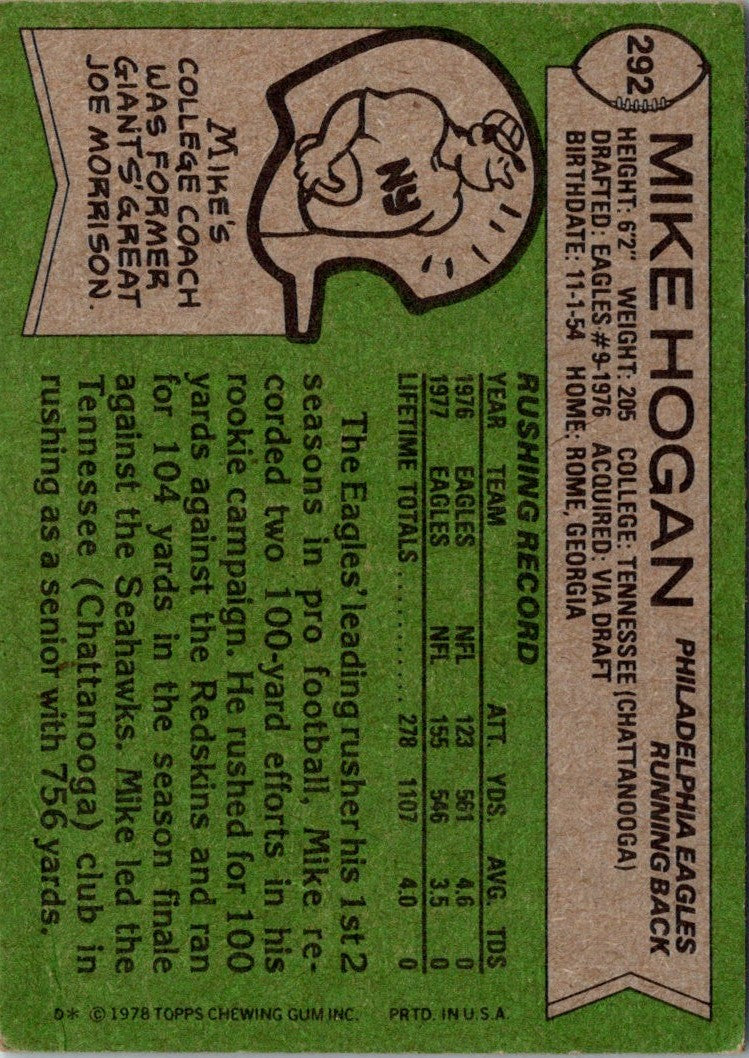 292
MIKE HOGAN
PHILADELPHIA EAGLES
RUNNING BACK
HEIGHT: 6'2" WEIGHT: 205 COLLEGE: TENNESSEE (CHATTANOOGA)
DRAFTED: EAGLES #9-1976 ACQUIRED: VIA DRAFT
BIRTHDATE: 11-1-54 HOME: ROME, GEORGIA
NY
MIKE'S
COLLEGE COACH
WAS FORMER
GIANTS' GREAT
JOE MORRISON.
RUSHING RECORD
YEAR TEAM ATT. YDS. AVG. TDS
1976 EAGLES NFL 123 561 4.6 0
1977 EAGLES NFL 155 546 3.5 0
LIFETIME TOTALS .......... 278 1107 4.0 0
The Eagles' leading rusher his 1st 2
seasons in pro football, Mike re-
corded two 100-yard efforts in his
rookie campaign. He rushed for 100
yards against the Redskins and ran
for 104 yards in the season finale
against the Seahawks. Mike led the
Tennessee (Chattanooga) club in
rushing as a senior with 756 yards.
D* © 1978 TOPPS CHEWING GUM INC. PRTD. IN U.S.A.